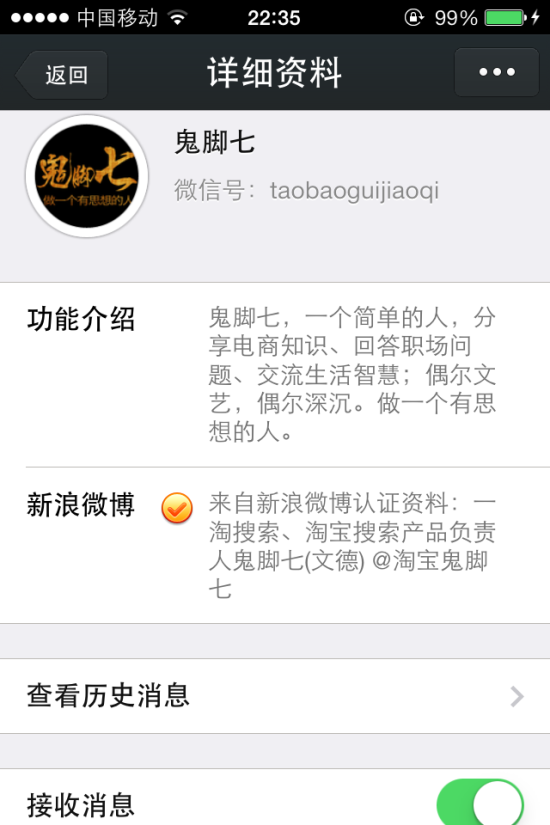 中国移动 22:35 99%
返回 详细资料
鬼脚七
鬼脚七
做一个有思想的人
微信号：taobaoguijiaoqi
功能介绍 鬼脚七，一个简单的人，分
享电商知识、回答职场问
题、交流生活智慧；偶尔文
艺，偶尔深沉。做一个有思
想的人。
新浪微博 来自新浪微博认证资料：一
淘搜索、淘宝搜索产品负责
人鬼脚七(文德) @淘宝鬼脚
七
查看历史消息
接收消息